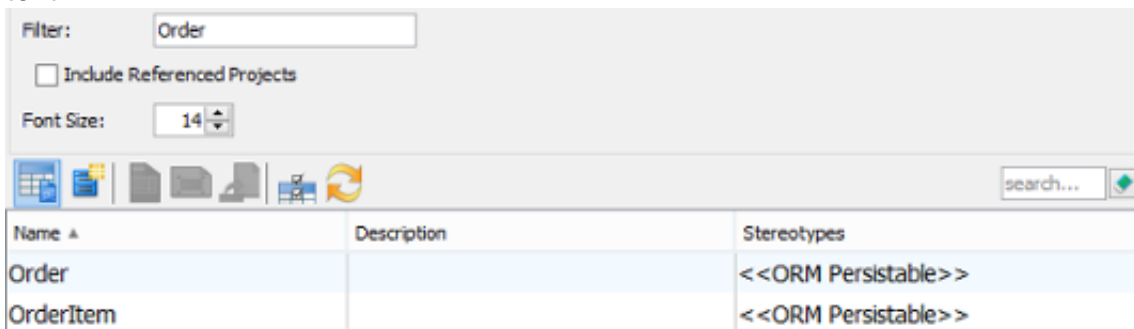 Filter: Order
Include Referenced Projects
Font Size: 14
search...
Name Description Stereotypes
Order <<ORM Persistable>>
OrderItem <<ORM Persistable>>